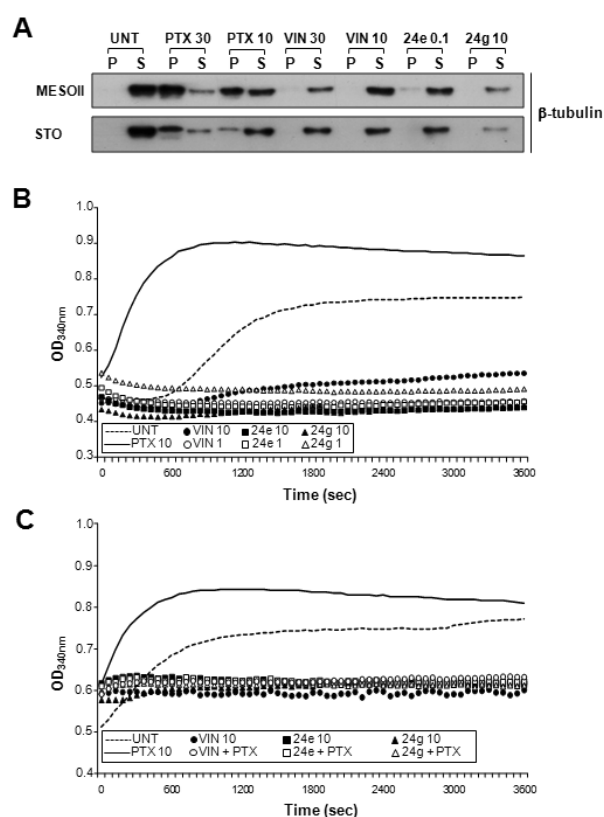 A
UNT PTX 30 PTX 10 VIN 30 VIN 10 24e 0.1 24g 10
P S P S P S P S P S P S P S
MESOII
STO
β-tubulin
B
1.0
0.9
0.8
0.7
0.6
0.5
0.4
0.3
OD340nm
UNT VIN 10 24e 10 24g 10
PTX 10 VIN 1 24e 1 24g 1
0 600 1200 1800 2400 3000 3600
Time (sec)
C
1.0
0.9
0.8
0.7
0.6
0.5
0.4
OD340nm
UNT VIN 10 24e 10 24g 10
PTX 10 VIN + PTX 24e + PTX 24g + PTX
0 600 1200 1800 2400 3000 3600
Time (sec)